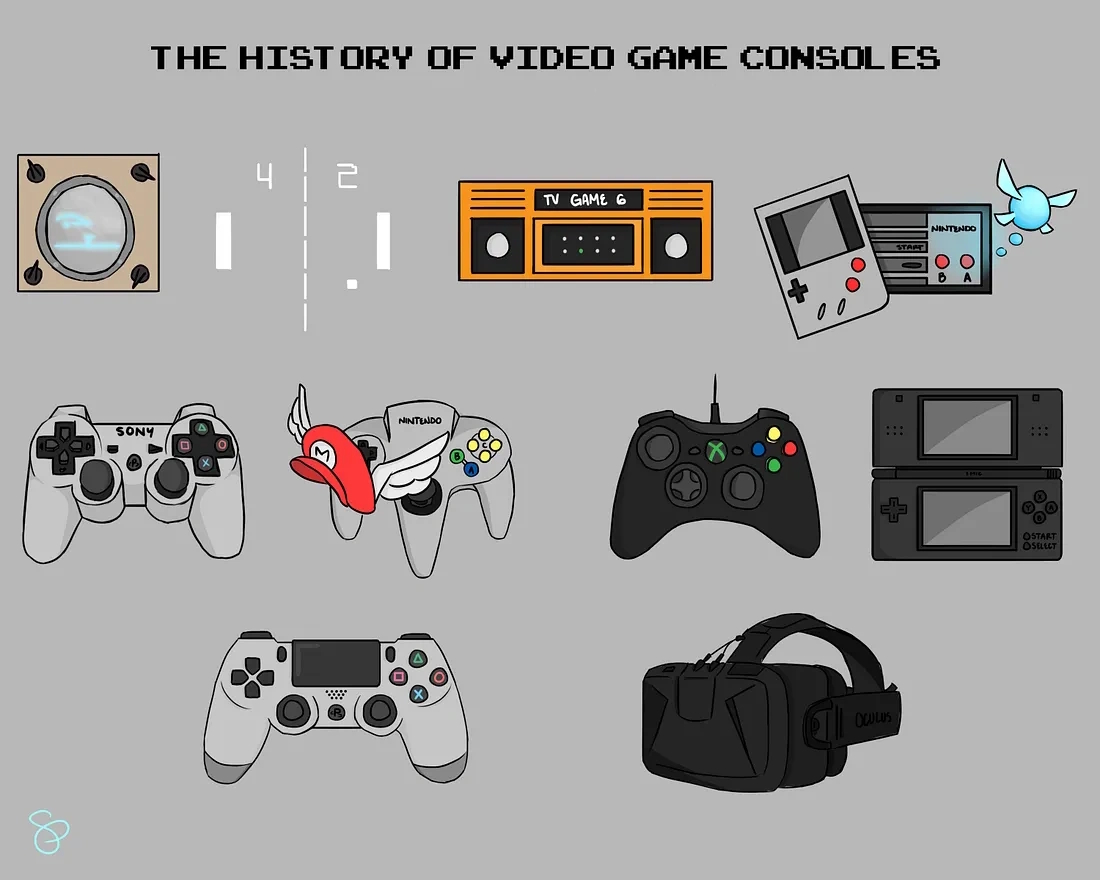 THE HISTORY OF VIDEO GAME CONSOLES
4 2
TV GAME 6
NINTENDO
START
B A
SONY
M
NINTENDO
B
A
C
X
Y A
B
START
SELECT
OCULUS